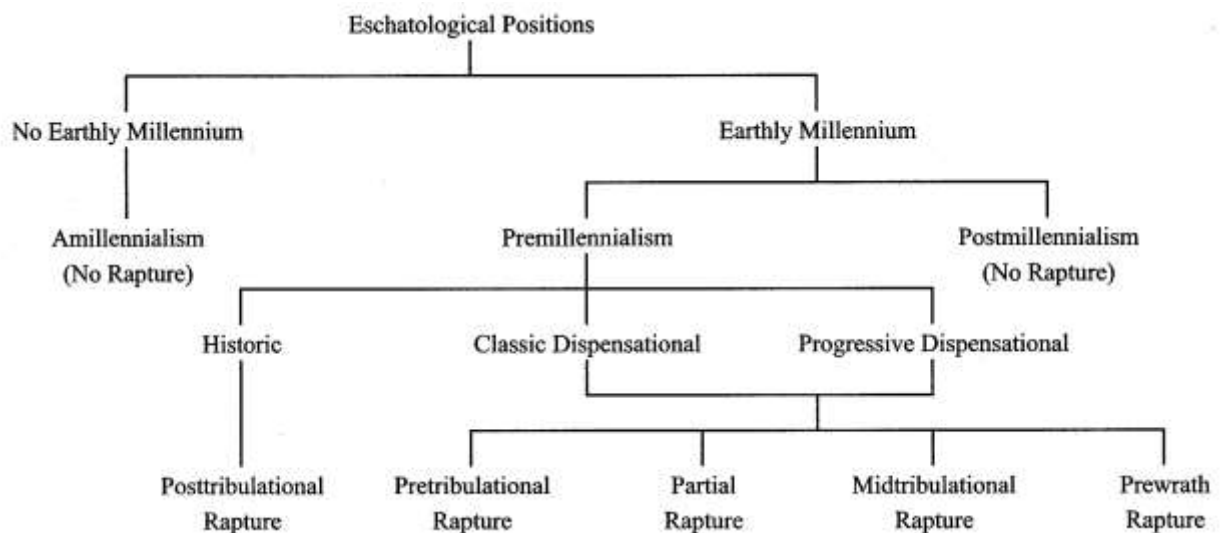 Eschatological Positions
No Earthly Millennium
Earthly Millennium
Amillennialism
(No Rapture)
Premillennialism
Postmillennialism
(No Rapture)
Historic
Classic Dispensational
Progressive Dispensational
Posttribulational
Rapture
Pretribulational
Rapture
Partial
Rapture
Midtribulational
Rapture
Prewrath
Rapture